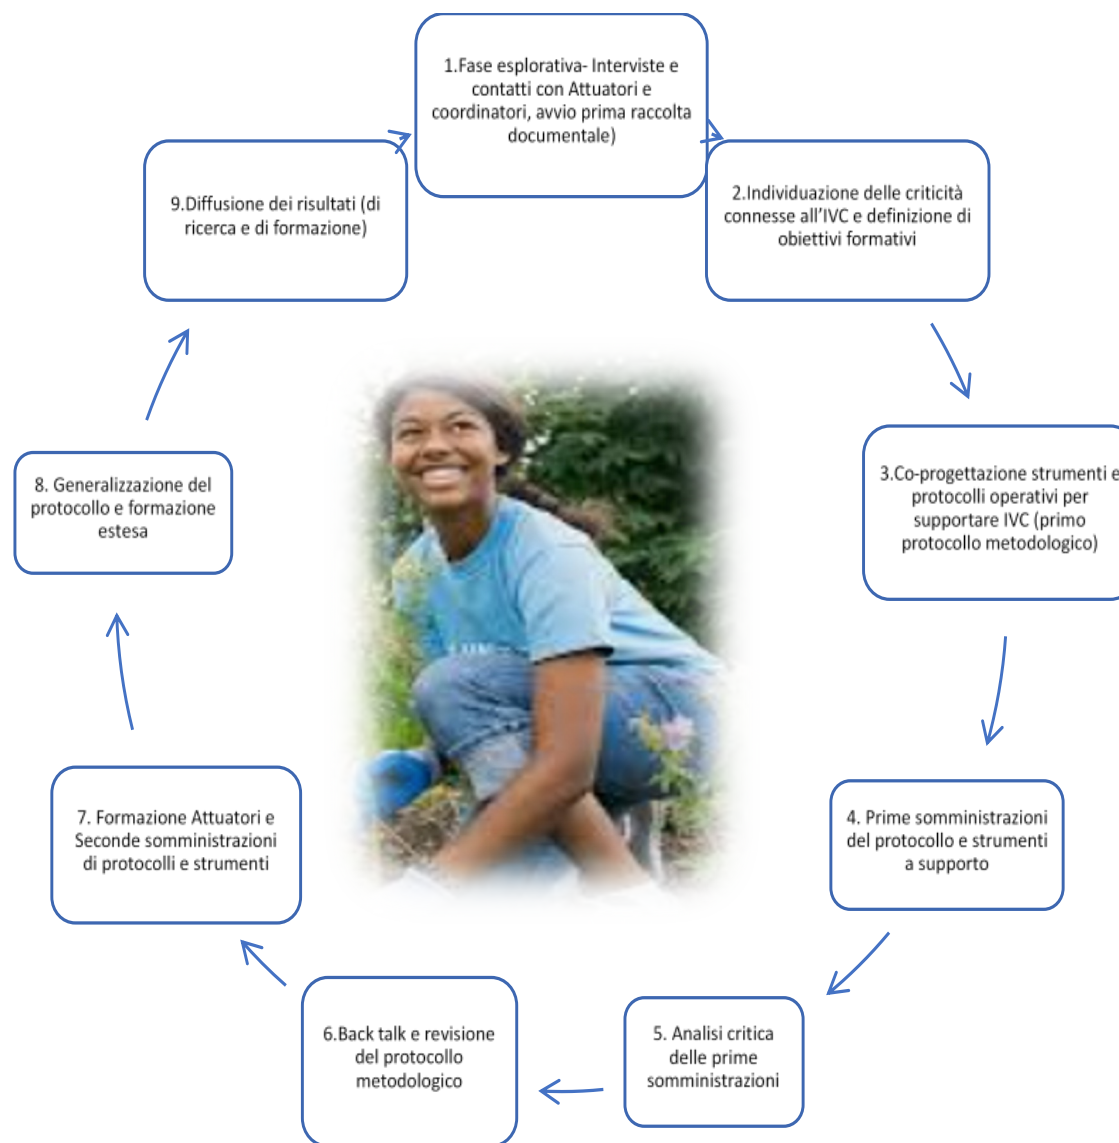 1.Fase esplorativa- Interviste e
contatti con Attuatori e
coordinatori, avvio prima raccolta
documentale)
2.Individuazione delle criticità
connesse all'IVC e definizione di
obiettivi formativi
3.Co-progettazione strumenti e
protocolli operativi per
supportare IVC (primo
protocollo metodologico)
4. Prime somministrazioni
del protocollo e strumenti
a supporto
5. Analisi critica
delle prime
somministrazioni
6.Back talk e revisione
del protocollo
metodologico
7. Formazione Attuatori e
Seconde somministrazioni
di protocolli e strumenti
8. Generalizzazione del
protocollo e formazione
estesa
9.Diffusione dei risultati (di
ricerca e di formazione)